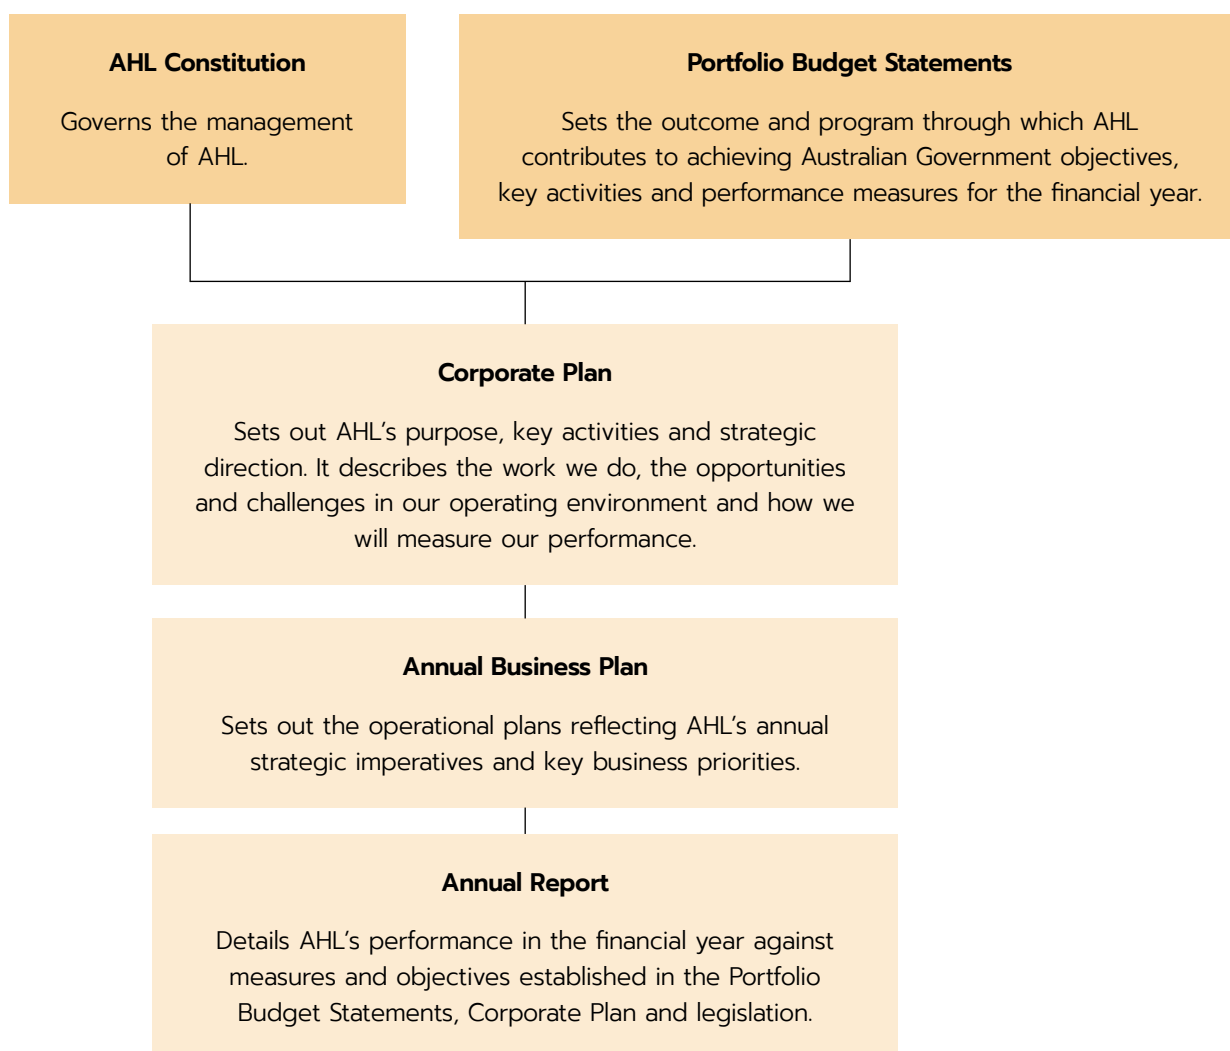 AHL Constitution
Governs the management
of AHL.
Portfolio Budget Statements
Sets the outcome and program through which AHL
contributes to achieving Australian Government objectives,
key activities and performance measures for the financial year.
Corporate Plan
Sets out AHL’s purpose, key activities and strategic
direction. It describes the work we do, the opportunities
and challenges in our operating environment and how we
will measure our performance.
Annual Business Plan
Sets out the operational plans reflecting AHL’s annual
strategic imperatives and key business priorities.
Annual Report
Details AHL’s performance in the financial year against
measures and objectives established in the Portfolio
Budget Statements, Corporate Plan and legislation.